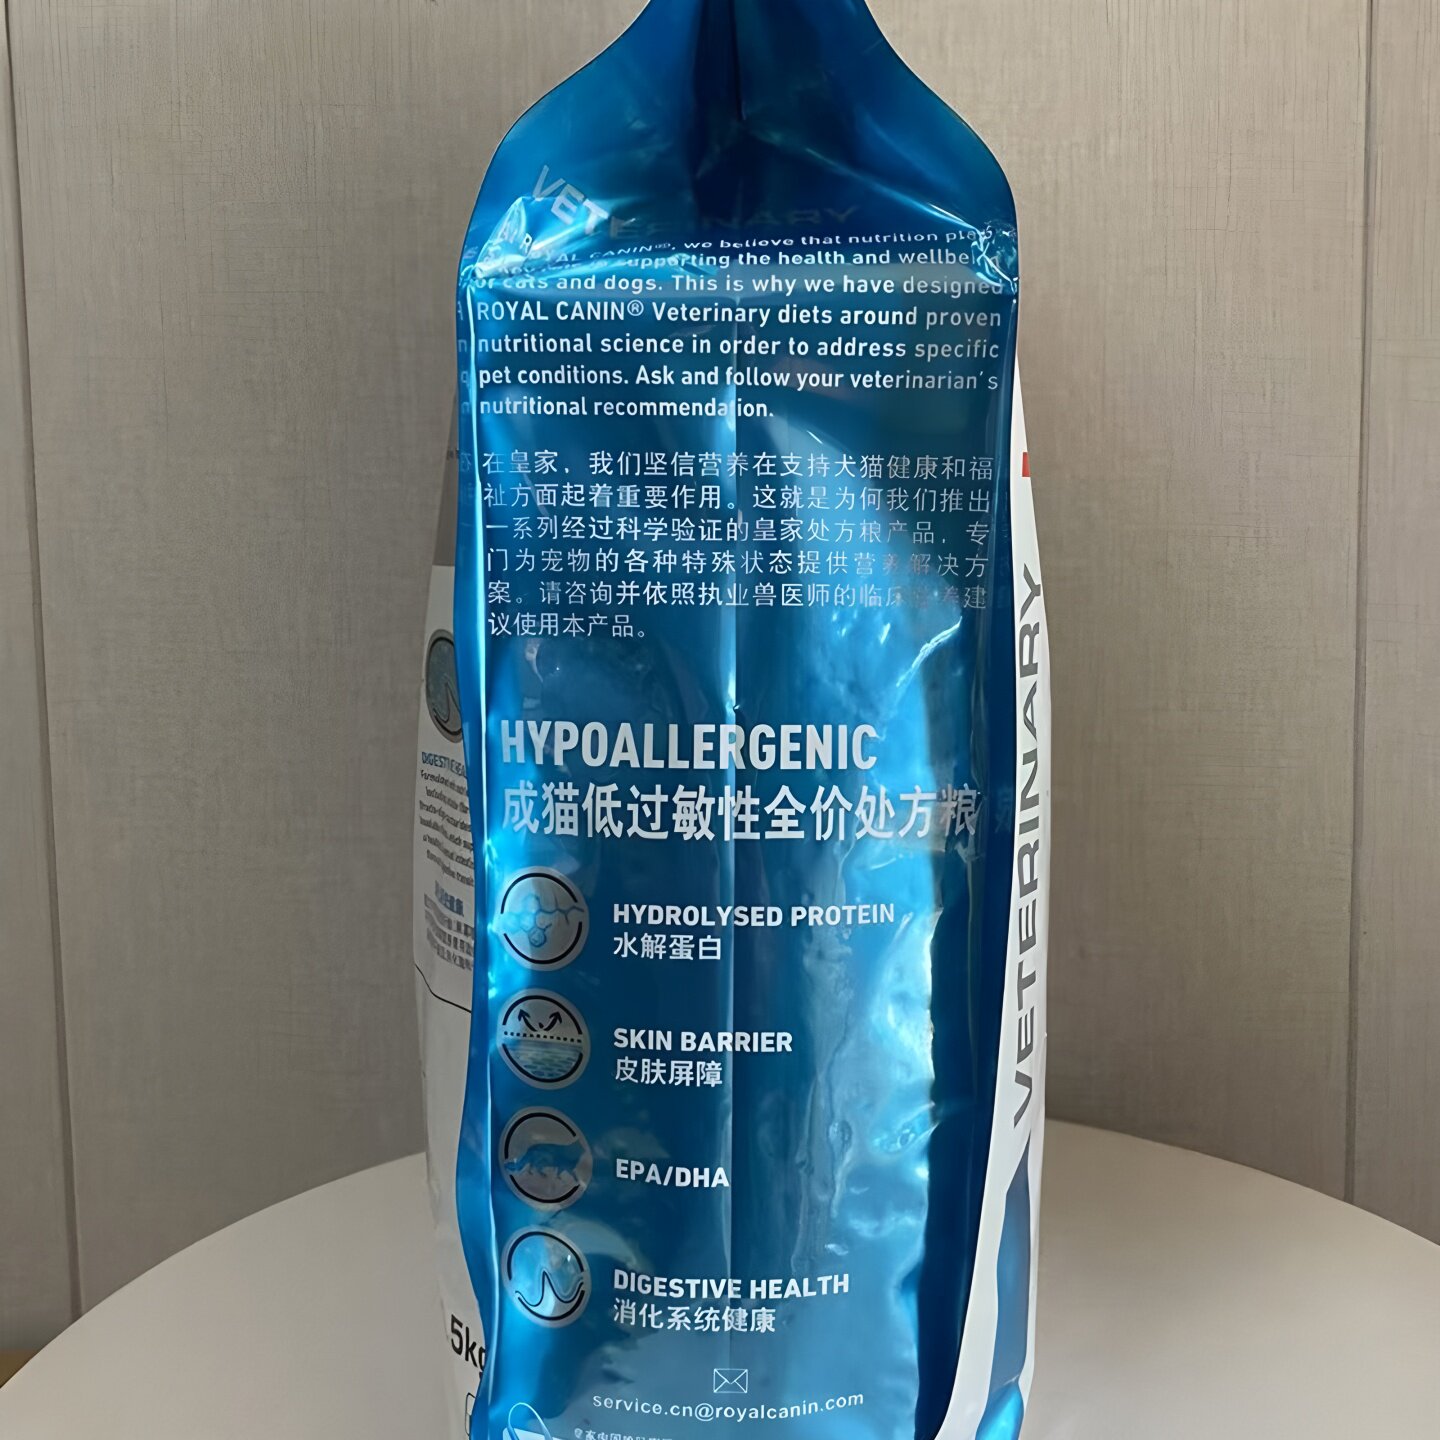 VETERINARY
ROYAL CANIN®, we believe that nutrition
supporting the health and
of cats and dogs. This is why we have designed
ROYAL CANIN® Veterinary diets around proven
nutritional science in order to address specific
pet conditions. Ask and follow your veterinarian's
nutritional recommendation.
在皇家，我们坚信营养在支持犬猫健康和福
祉方面起着重要作用。这就是为何我们推出
一系列经过科学验证的皇家处方粮产品，专
门为宠物的各种特殊状态提供营养解决方
案。请咨询并依照执业兽医师的临床营养建
议使用本产品。
HYPOALLERGENIC
成猫低过敏性全价处方粮
HYDROLYSED PROTEIN
水解蛋白
SKIN BARRIER
皮肤屏障
EPA/DHA
DIGESTIVE HEALTH
消化系统健康
service.cn@royalcanin.com
VETERINARY
5kg